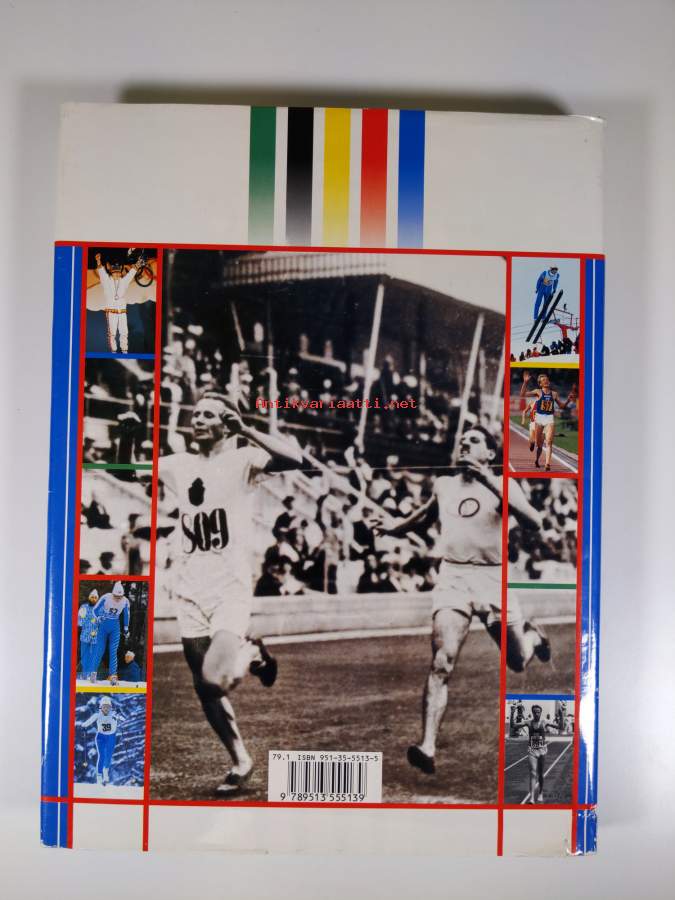 Antikvariaatti.net
809
79.1 ISBN 951-35-5513-5
9 789513 555139